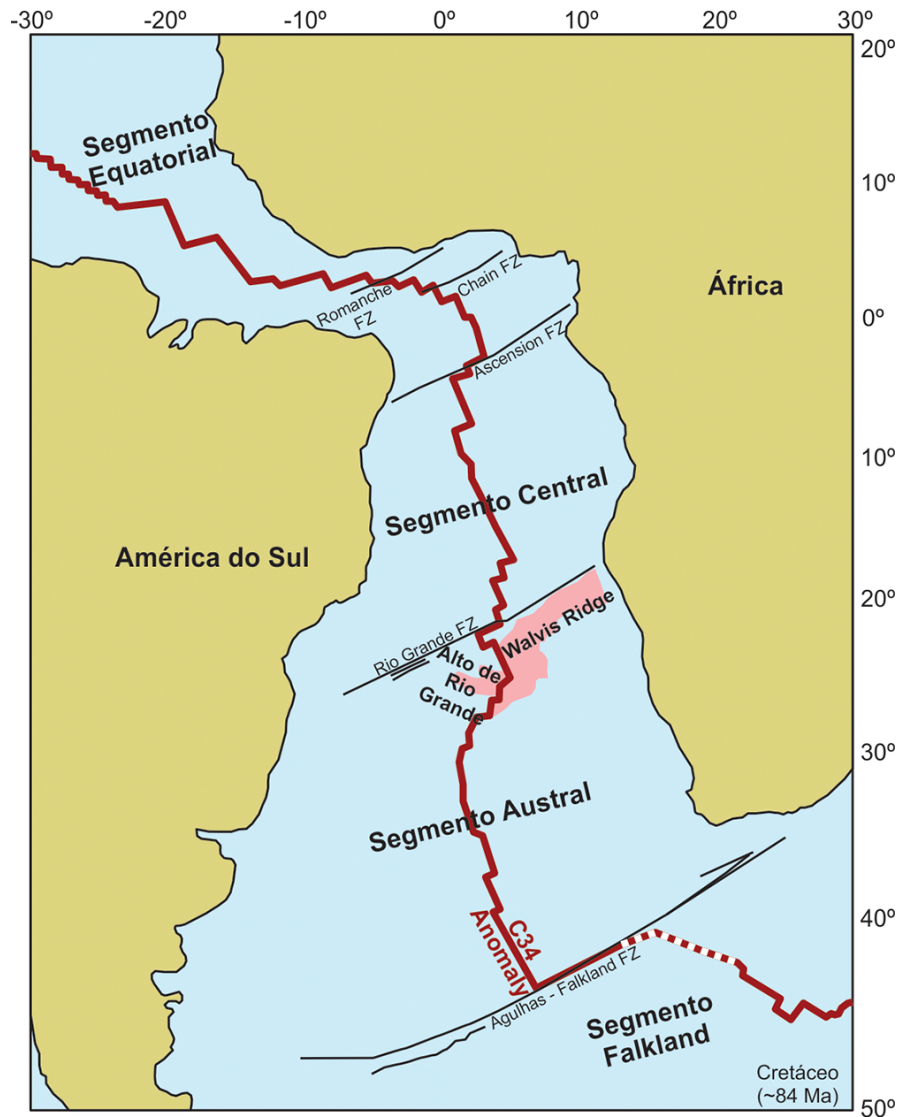 -30º -20º -10º 0º 10º 20º 30º
20º
Segmento
Equatorial
10º
África
Chain FZ
Romanche
FZ
0º
Ascension FZ
10º
Segmento Central
América do Sul
20º
Walvis Ridge
Rio Grande FZ
Alto de
Rio
Grande
30º
Segmento Austral
40º
C34
Anomaly
Agulhas - Falkland FZ
Segmento
Falkland
Cretáceo
(~84 Ma)
50º